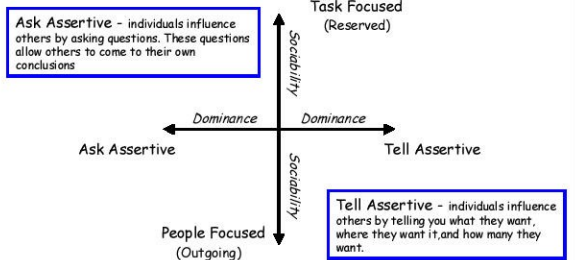 Task Focused
(Reserved)
Ask Assertive - individuals influence
others by asking questions. These questions
allow others to come to their own
conclusions
Sociability
Dominance
Dominance
Ask Assertive
Tell Assertive
Sociability
Tell Assertive - individuals influence
others by telling you what they want,
where they want it,and how many they
want.
People Focused
(Outgoing)